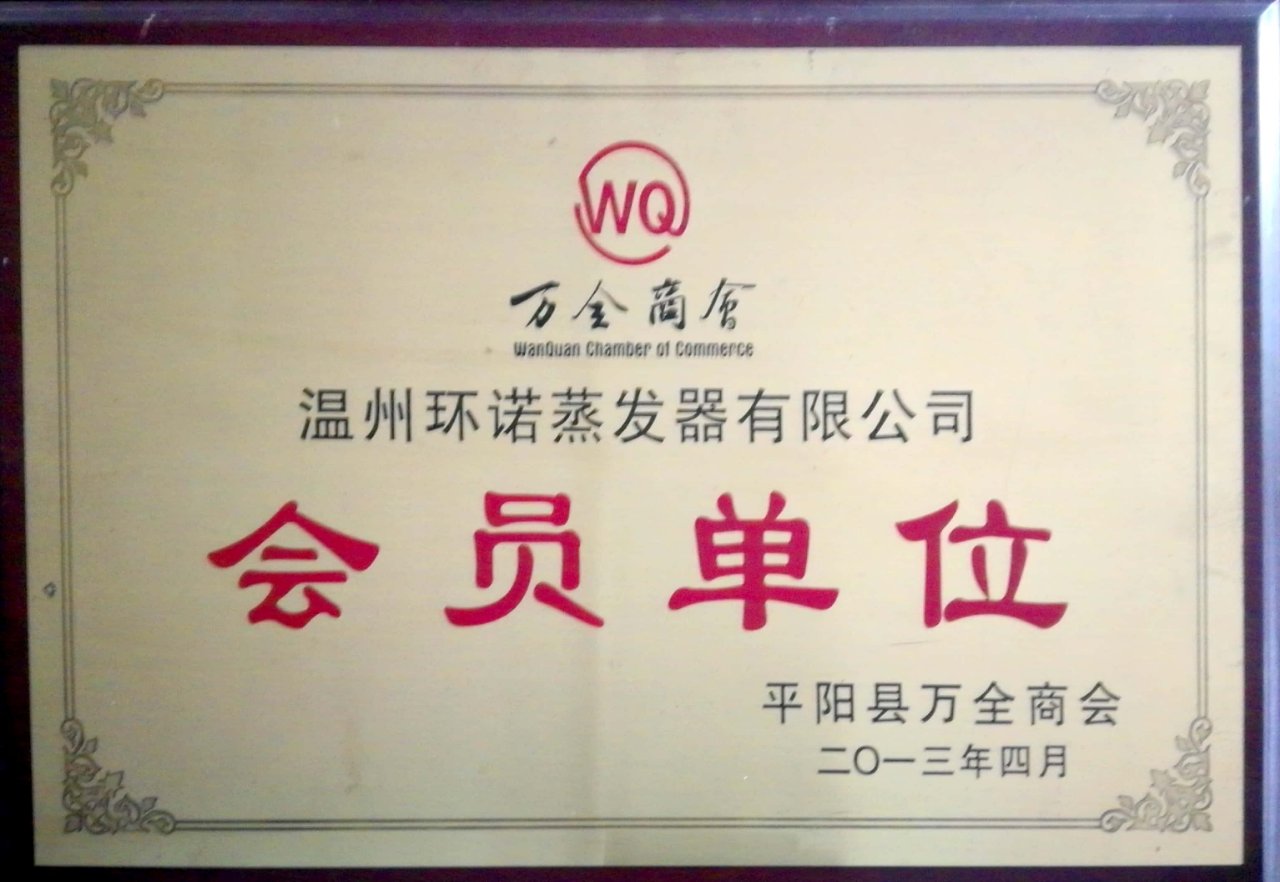 WQ
万全商會
WanQuan Chamber of Commerce
温州环诺蒸发器有限公司
会员单位
平阳县万全商会
二〇一三年四月